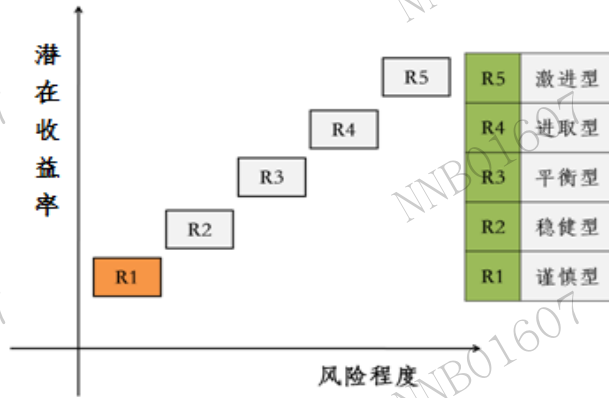 潜在收益率
R5
R4
R3
R2
R1
风险程度
R5 激进型
R4 进取型
R3 平衡型
R2 稳健型
R1 谨慎型
NNB01607
NNB01607